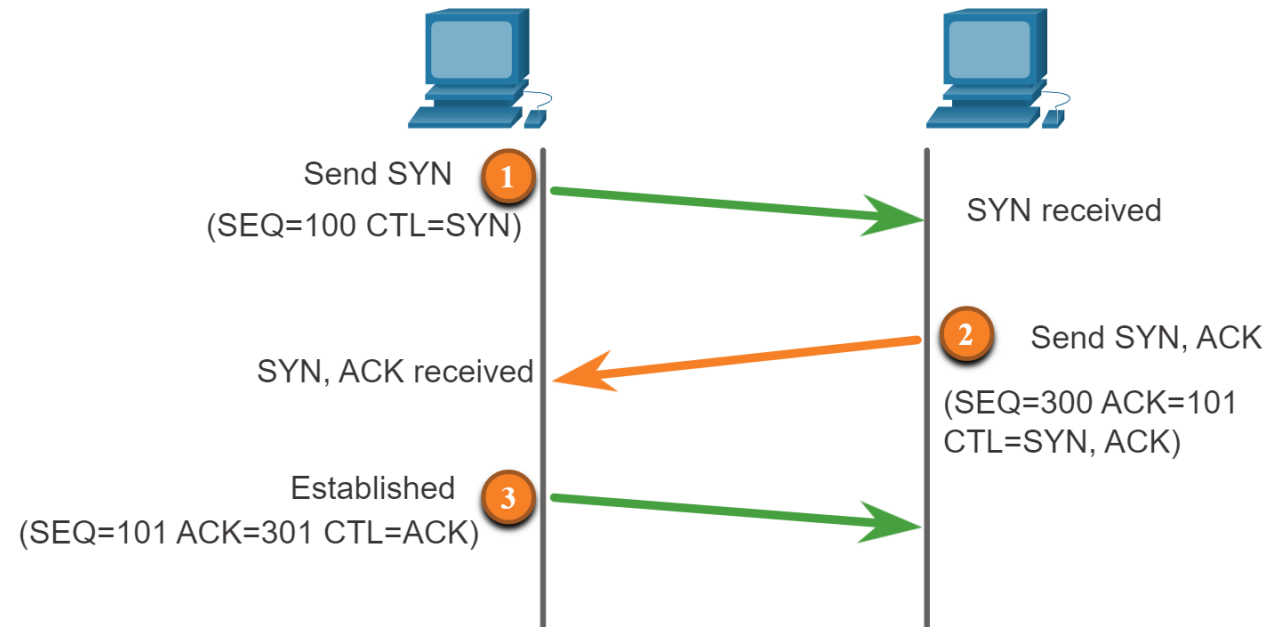 Send SYN
1
(SEQ=100 CTL=SYN)
SYN received
2
Send SYN, ACK
SYN, ACK received
(SEQ=300 ACK=101
CTL=SYN, ACK)
Established
3
(SEQ=101 ACK=301 CTL=ACK)